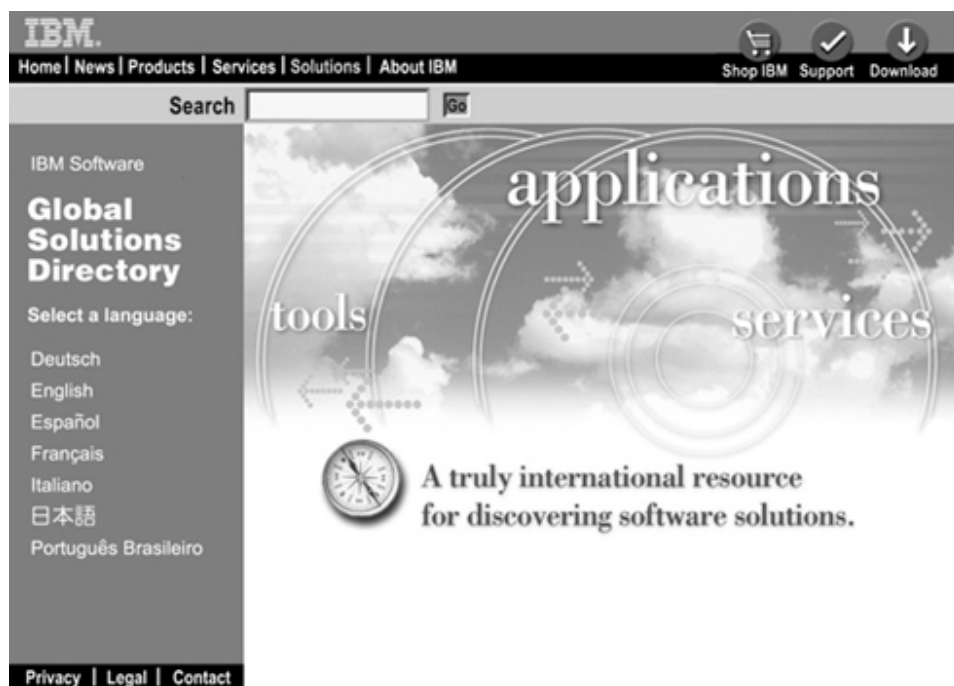 IBM.
Home | News | Products | Services | Solutions | About IBM
Shop IBM Support Download
Search Go
IBM Software
Global
Solutions
Directory
Select a language:
Deutsch
English
Español
Français
Italiano
日本語
Português Brasileiro
applications
tools
services
A truly international resource
for discovering software solutions.
Privacy | Legal | Contact